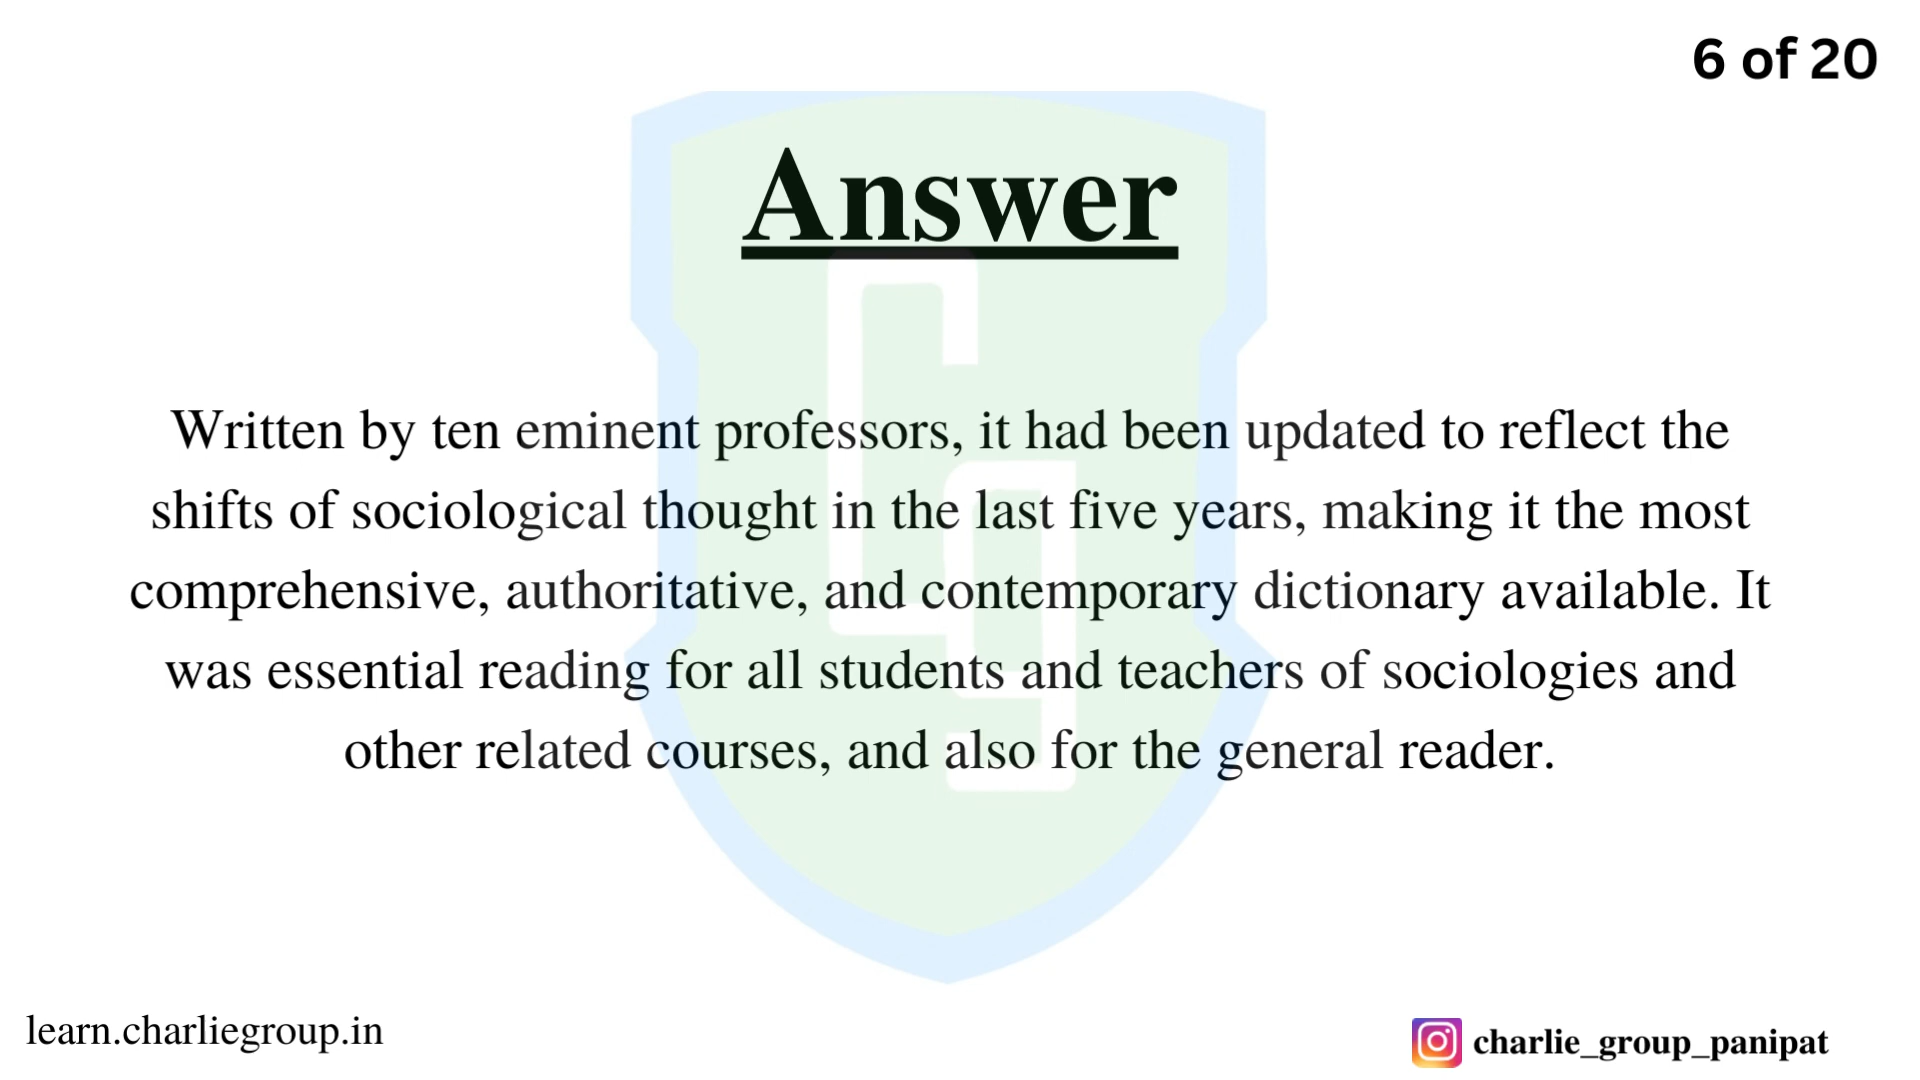 6 of 20
Answer
Written by ten eminent professors, it had been updated to reflect the
shifts of sociological thought in the last five years, making it the most
comprehensive, authoritative, and contemporary dictionary available. It
was essential reading for all students and teachers of sociologies and
other related courses, and also for the general reader.
learn.charliegroup.in
charlie_group_panipat